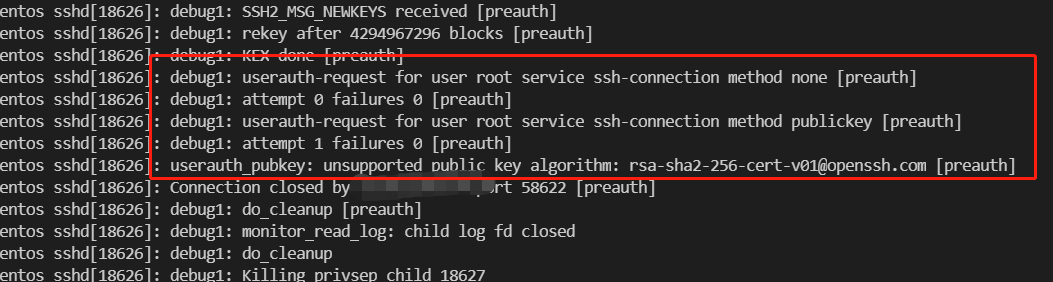 entos sshd[18626]: debug1: SSH2_MSG_NEWKEYS received [preauth]
entos sshd[18626]: debug1: rekey after 4294967296 blocks [preauth]
entos sshd[18626]: debug1: KEX done [preauth]
entos sshd[18626]: debug1: userauth-request for user root service ssh-connection method none [preauth]
entos sshd[18626]: debug1: attempt 0 failures 0 [preauth]
entos sshd[18626]: debug1: userauth-request for user root service ssh-connection method publickey [preauth]
entos sshd[18626]: debug1: attempt 1 failures 0 [preauth]
entos sshd[18626]: userauth_pubkey: unsupported public key algorithm: rsa-sha2-256-cert-v01@openssh.com [preauth]
entos sshd[18626]: Connection closed by port 58622 [preauth]
entos sshd[18626]: debug1: do_cleanup [preauth]
entos sshd[18626]: debug1: monitor_read_log: child log fd closed
entos sshd[18626]: debug1: do_cleanup
entos sshd[18626]: debug1: Killing privsep child 18627